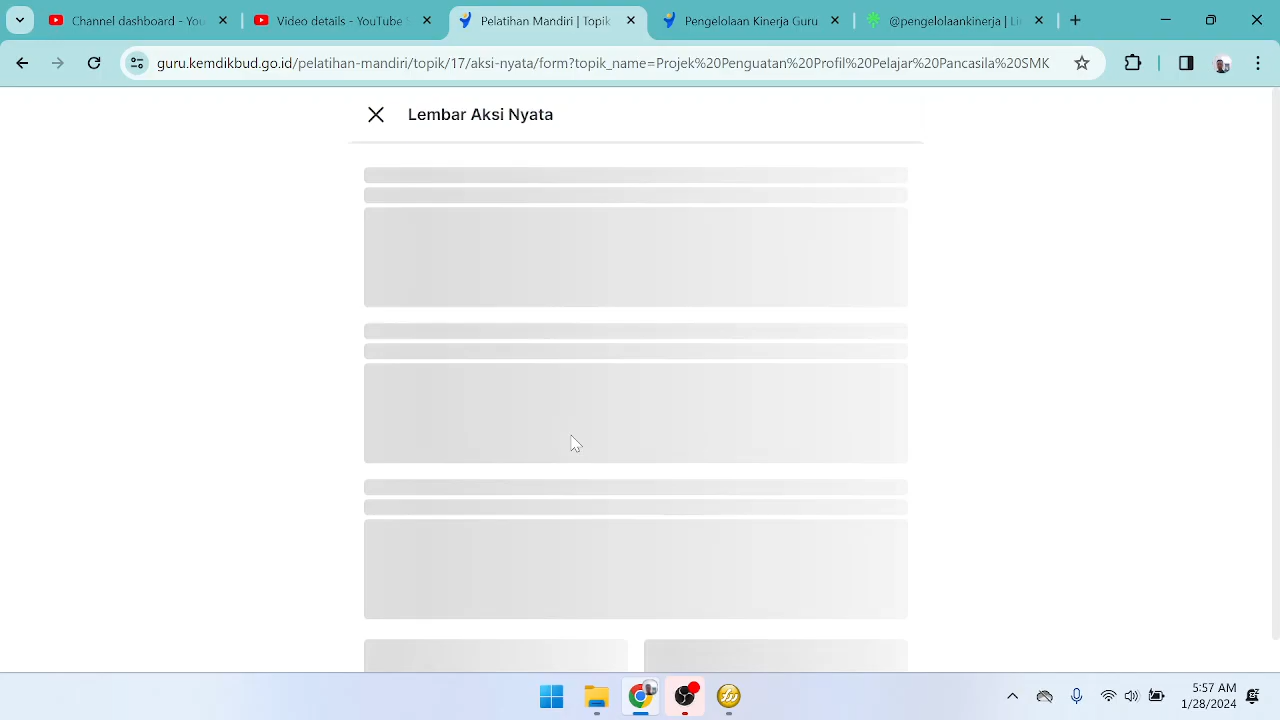 Channel dashboard - You
Video details - YouTube S
Pelatihan Mandiri | Topik
Pengelolaan Kinerja Guru
@pengelolaankinerja | Li
guru.kemdikbud.go.id/pelatihan-mandiri/topik/17/aksi-nyata/form?topik_name=Projek%20Penguatan%20Profil%20Pelajar%20Pancasila%20SMK
Lembar Aksi Nyata
5:57 AM
1/28/2024